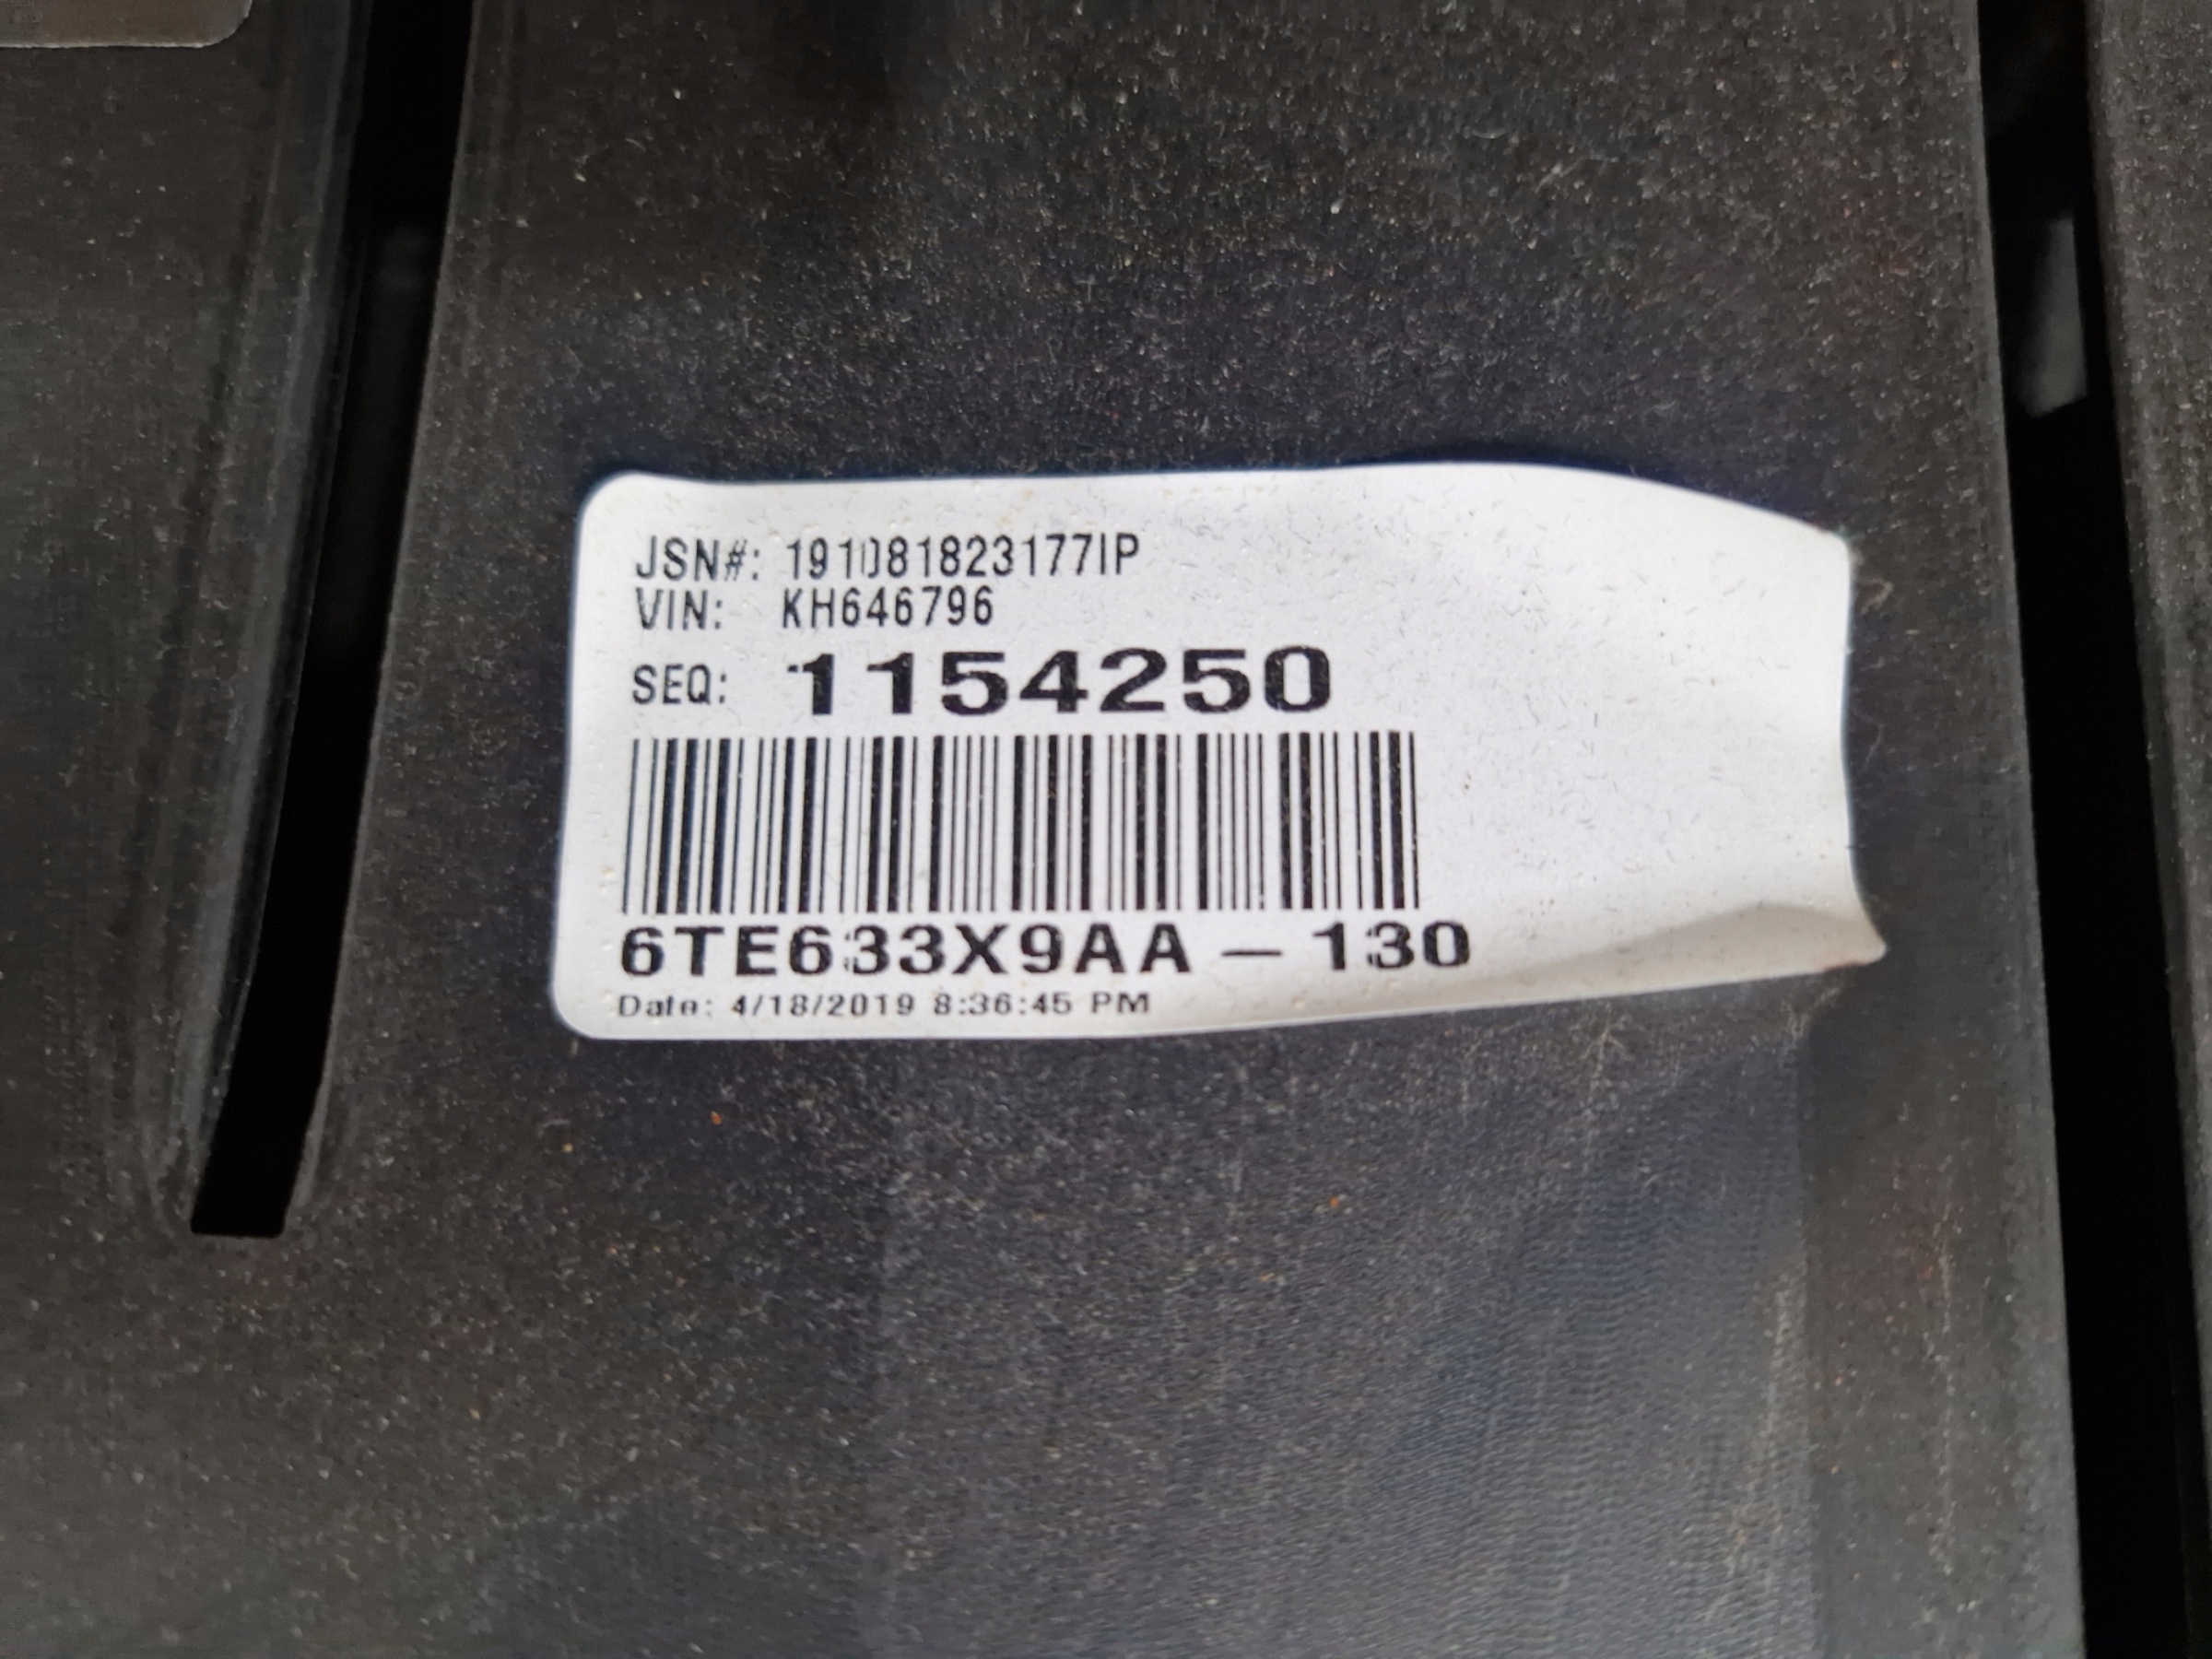 JSN#: 191081823177IP
VIN: KH646796
SEQ: 1154250
6TE633X9AA - 130
Date: 4/18/2019 8:36:45 PM